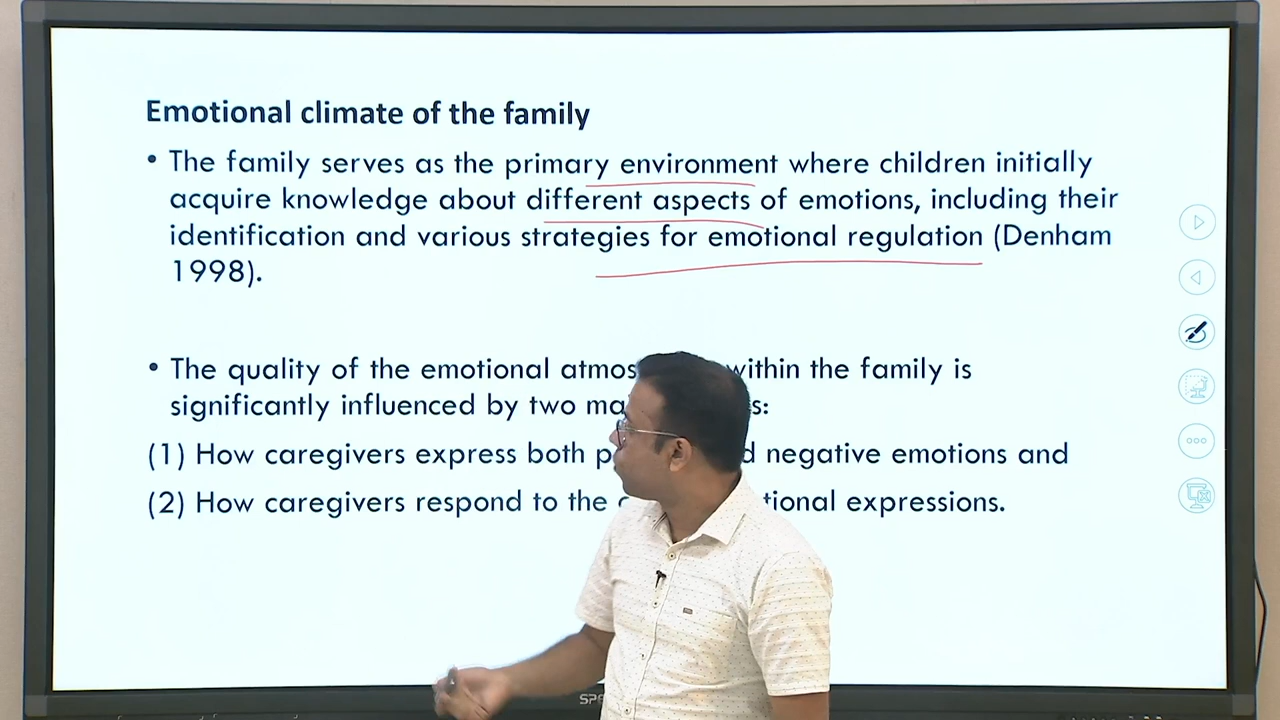 Emotional climate of the family
• The family serves as the primary environment where children initially
acquire knowledge about different aspects of emotions, including their
identification and various strategies for emotional regulation (Denham
1998).
• The quality of the emotional within the family is
significantly influenced by two
(1) How caregivers express both negative emotions and
(2) How caregivers respond to the expressions.